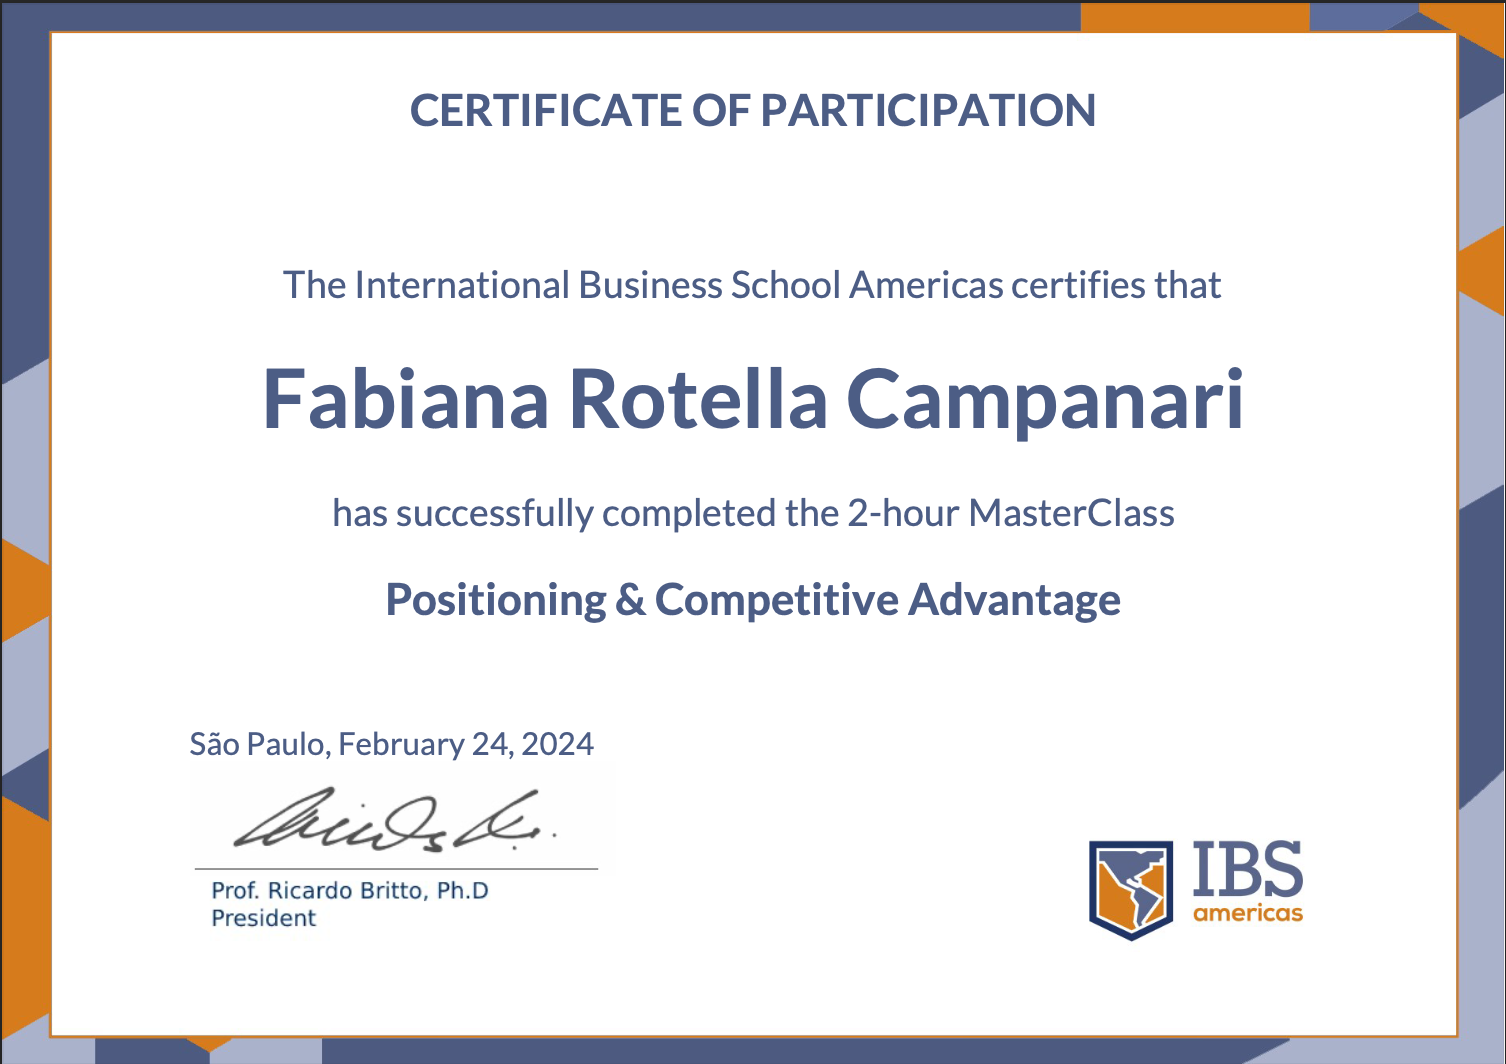 CERTIFICATE OF PARTICIPATION
The International Business School Americas certifies that
Fabiana Rotella Campanari
has successfully completed the 2-hour MasterClass
Positioning & Competitive Advantage
São Paulo, February 24, 2024
Prof. Ricardo Britto, Ph.D
President
IBS
americas